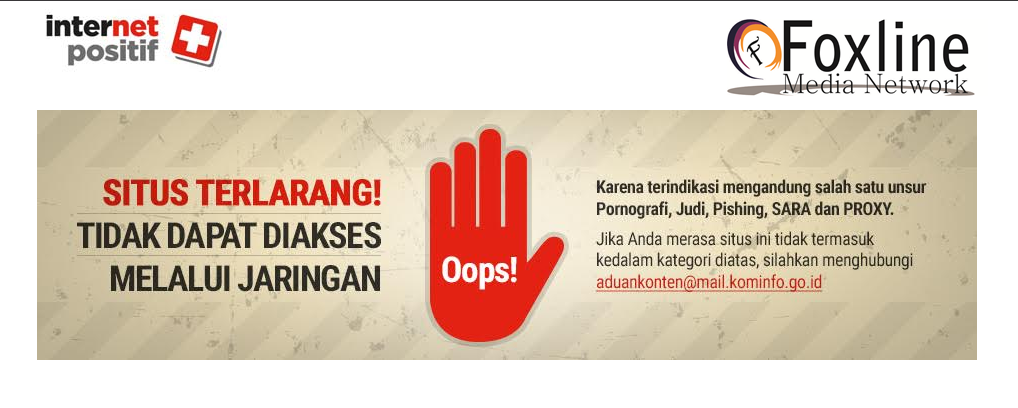 internet
positif
Foxline
Media Network
SITUS TERLARANG!
TIDAK DAPAT DIAKSES
MELALUI JARINGAN
Oops!
Karena terindikasi mengandung salah satu unsur
Pornografi, Judi, Pishing, SARA dan PROXY.
Jika Anda merasa situs ini tidak termasuk
kedalam kategori diatas, silahkan menghubungi
aduankonten@mail.kominfo.go.id